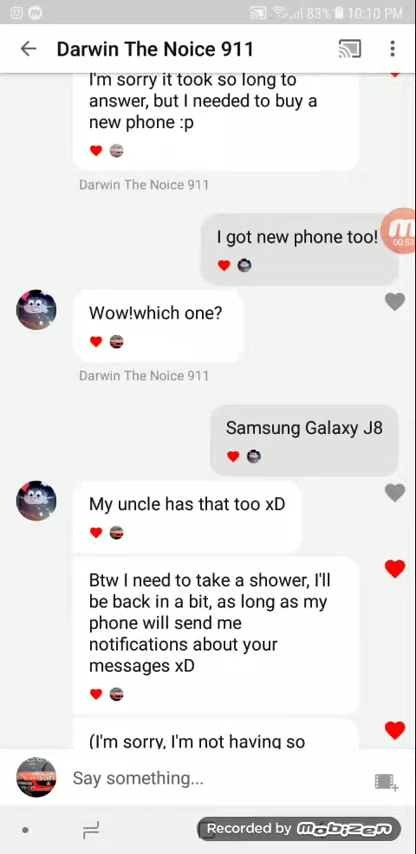 83% 10:10 PM
Darwin The Noice 911
I'm sorry it took so long to
answer, but I needed to buy a
new phone :p
Darwin The Noice 911
I got new phone too!
00:53
Wow!which one?
Darwin The Noice 911
Samsung Galaxy J8
My uncle has that too xD
Btw I need to take a shower, I'll
be back in a bit, as long as my
phone will send me
notifications about your
messages xD
(I'm sorry, I'm not having so
Say something...
Recorded by mobizen